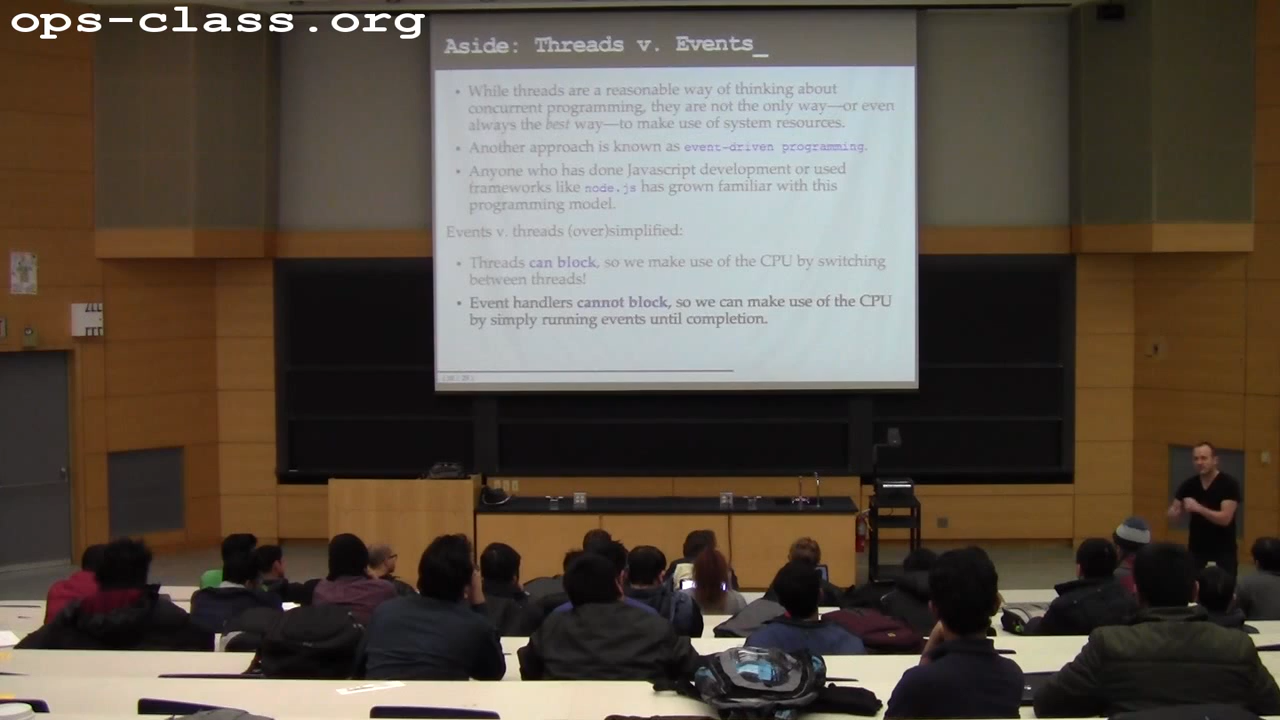 ops-class.org
Aside: Threads v. Events_
• While threads are a reasonable way of thinking about
concurrent programming, they are not the only way—or even
always the best way—to make use of system resources.
• Another approach is known as event-driven programming.
• Anyone who has done Javascript development or used
frameworks like node.js has grown familiar with this
programming model.
Events v. threads (over)simplified:
• Threads can block, so we make use of the CPU by switching
between threads!
• Event handlers cannot block, so we can make use of the CPU
by simply running events until completion.